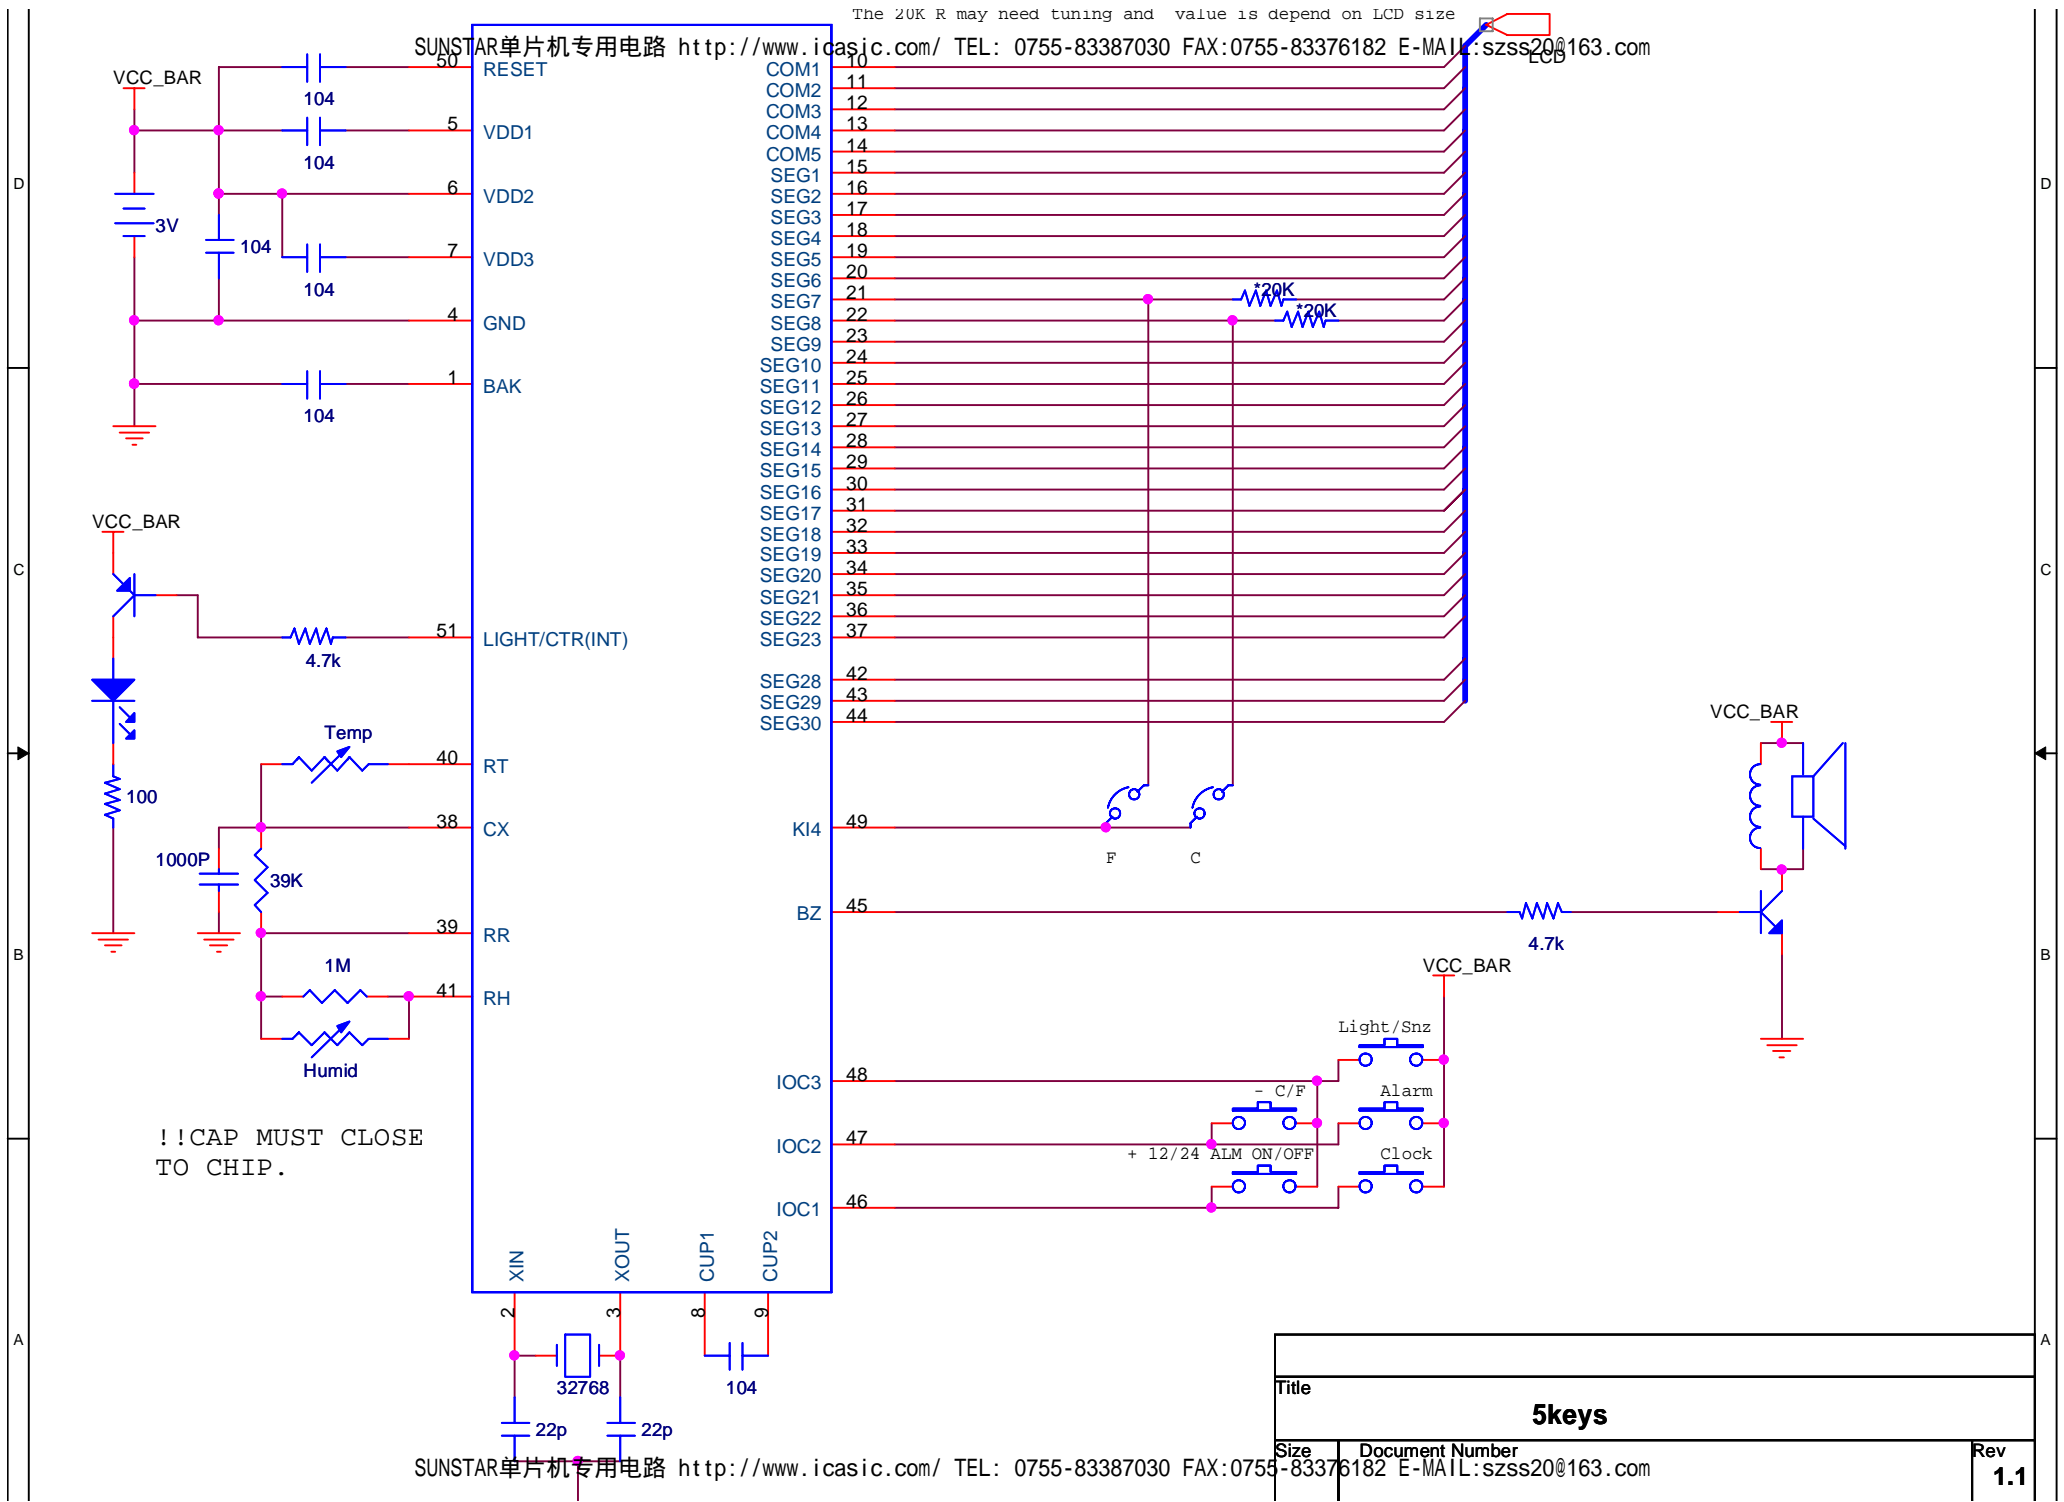 The 20K R may need tuning and value is depend on LCD size
SUNSTAR单片机专用电路 http://www.icasic.com/ TEL: 0755-83387030 FAX:0755-83376182 E-MAIL:szss20@163.com
LCD
VCC_BAR
50 RESET
104
5 VDD1
104
6 VDD2
3V
104
7 VDD3
104
4 GND
1 BAK
104
COM1 10
COM2 11
COM3 12
COM4 13
COM5 14
SEG1 15
SEG2 16
SEG3 17
SEG4 18
SEG5 19
SEG6 20
SEG7 21
*20K
SEG8 22
*20K
SEG9 23
SEG10 24
SEG11 25
SEG12 26
SEG13 27
SEG14 28
SEG15 29
SEG16 30
SEG17 31
SEG18 32
SEG19 33
SEG20 34
SEG21 35
SEG22 36
SEG23 37
SEG28 42
SEG29 43
SEG30 44
D
D
C
C
B
B
A
A
VCC_BAR
51 LIGHT/CTR(INT)
4.7k
100
Temp
40 RT
38 CX
1000P
39K
39 RR
1M
41 RH
Humid
!!CAP MUST CLOSE
TO CHIP.
KI4 49
F C
BZ 45
4.7k
VCC_BAR
VCC_BAR
Light/Snz
IOC3 48
- C/F
Alarm
IOC2 47
+ 12/24 ALM ON/OFF
Clock
IOC1 46
XIN XOUT CUP1 CUP2
2 3 8 9
32768
104
22p 22p
Title
5keys
Size Document Number Rev
1.1
SUNSTAR单片机专用电路 http://www.icasic.com/ TEL: 0755-83387030 FAX:0755-83376182 E-MAIL:szss20@163.com